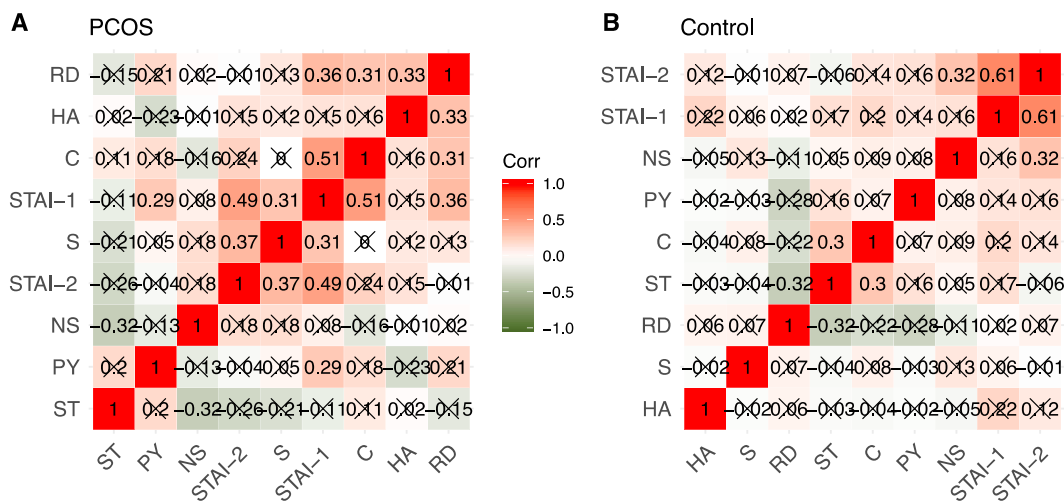 A PCOS
RD −0.15 0.21 0.02 −0.01 0.13 0.36 0.31 0.33 1
HA 0.02 −0.23 −0.01 0.15 0.12 0.15 0.16 1 0.33
C 0.11 0.18 −0.16 0.24 0 0.51 1 0.16 0.31
STAI−1 −0.11 0.29 0.08 0.49 0.31 1 0.51 0.15 0.36
S −0.21 0.05 0.18 0.37 1 0.31 0 0.12 0.13
STAI−2 −0.26 −0.04 0.18 1 0.37 0.49 0.24 0.15 −0.01
NS −0.32 −0.13 1 0.18 0.18 0.08 −0.16 −0.01 0.02
PY 0.2 1 −0.13 −0.04 0.05 0.29 0.18 −0.23 0.21
ST 1 0.2 −0.32 −0.26 −0.21 −0.11 0.11 0.02 −0.15
ST PY NS STAI−2 S STAI−1 C HA RD
Corr
1.0
0.5
0.0
−0.5
−1.0
B Control
STAI−2 0.12 −0.01 0.07 −0.06 0.14 0.16 0.32 0.61 1
STAI−1 0.22 0.06 0.02 0.17 0.2 0.14 0.16 1 0.61
NS −0.05 0.13 −0.11 0.05 0.09 0.08 1 0.16 0.32
PY −0.02 −0.03 −0.28 0.16 0.07 1 0.08 0.14 0.16
C −0.04 0.08 −0.22 0.3 1 0.07 0.09 0.2 0.14
ST −0.03 −0.04 −0.32 1 0.3 0.16 0.05 0.17 −0.06
RD 0.06 0.07 1 −0.32 −0.22 −0.28 −0.11 0.02 0.07
S −0.02 1 0.07 −0.04 0.08 −0.03 0.13 0.06 −0.01
HA 1 −0.02 0.06 −0.03 −0.04 −0.02 −0.05 0.22 0.12
HA S RD ST C PY NS STAI−1 STAI−2